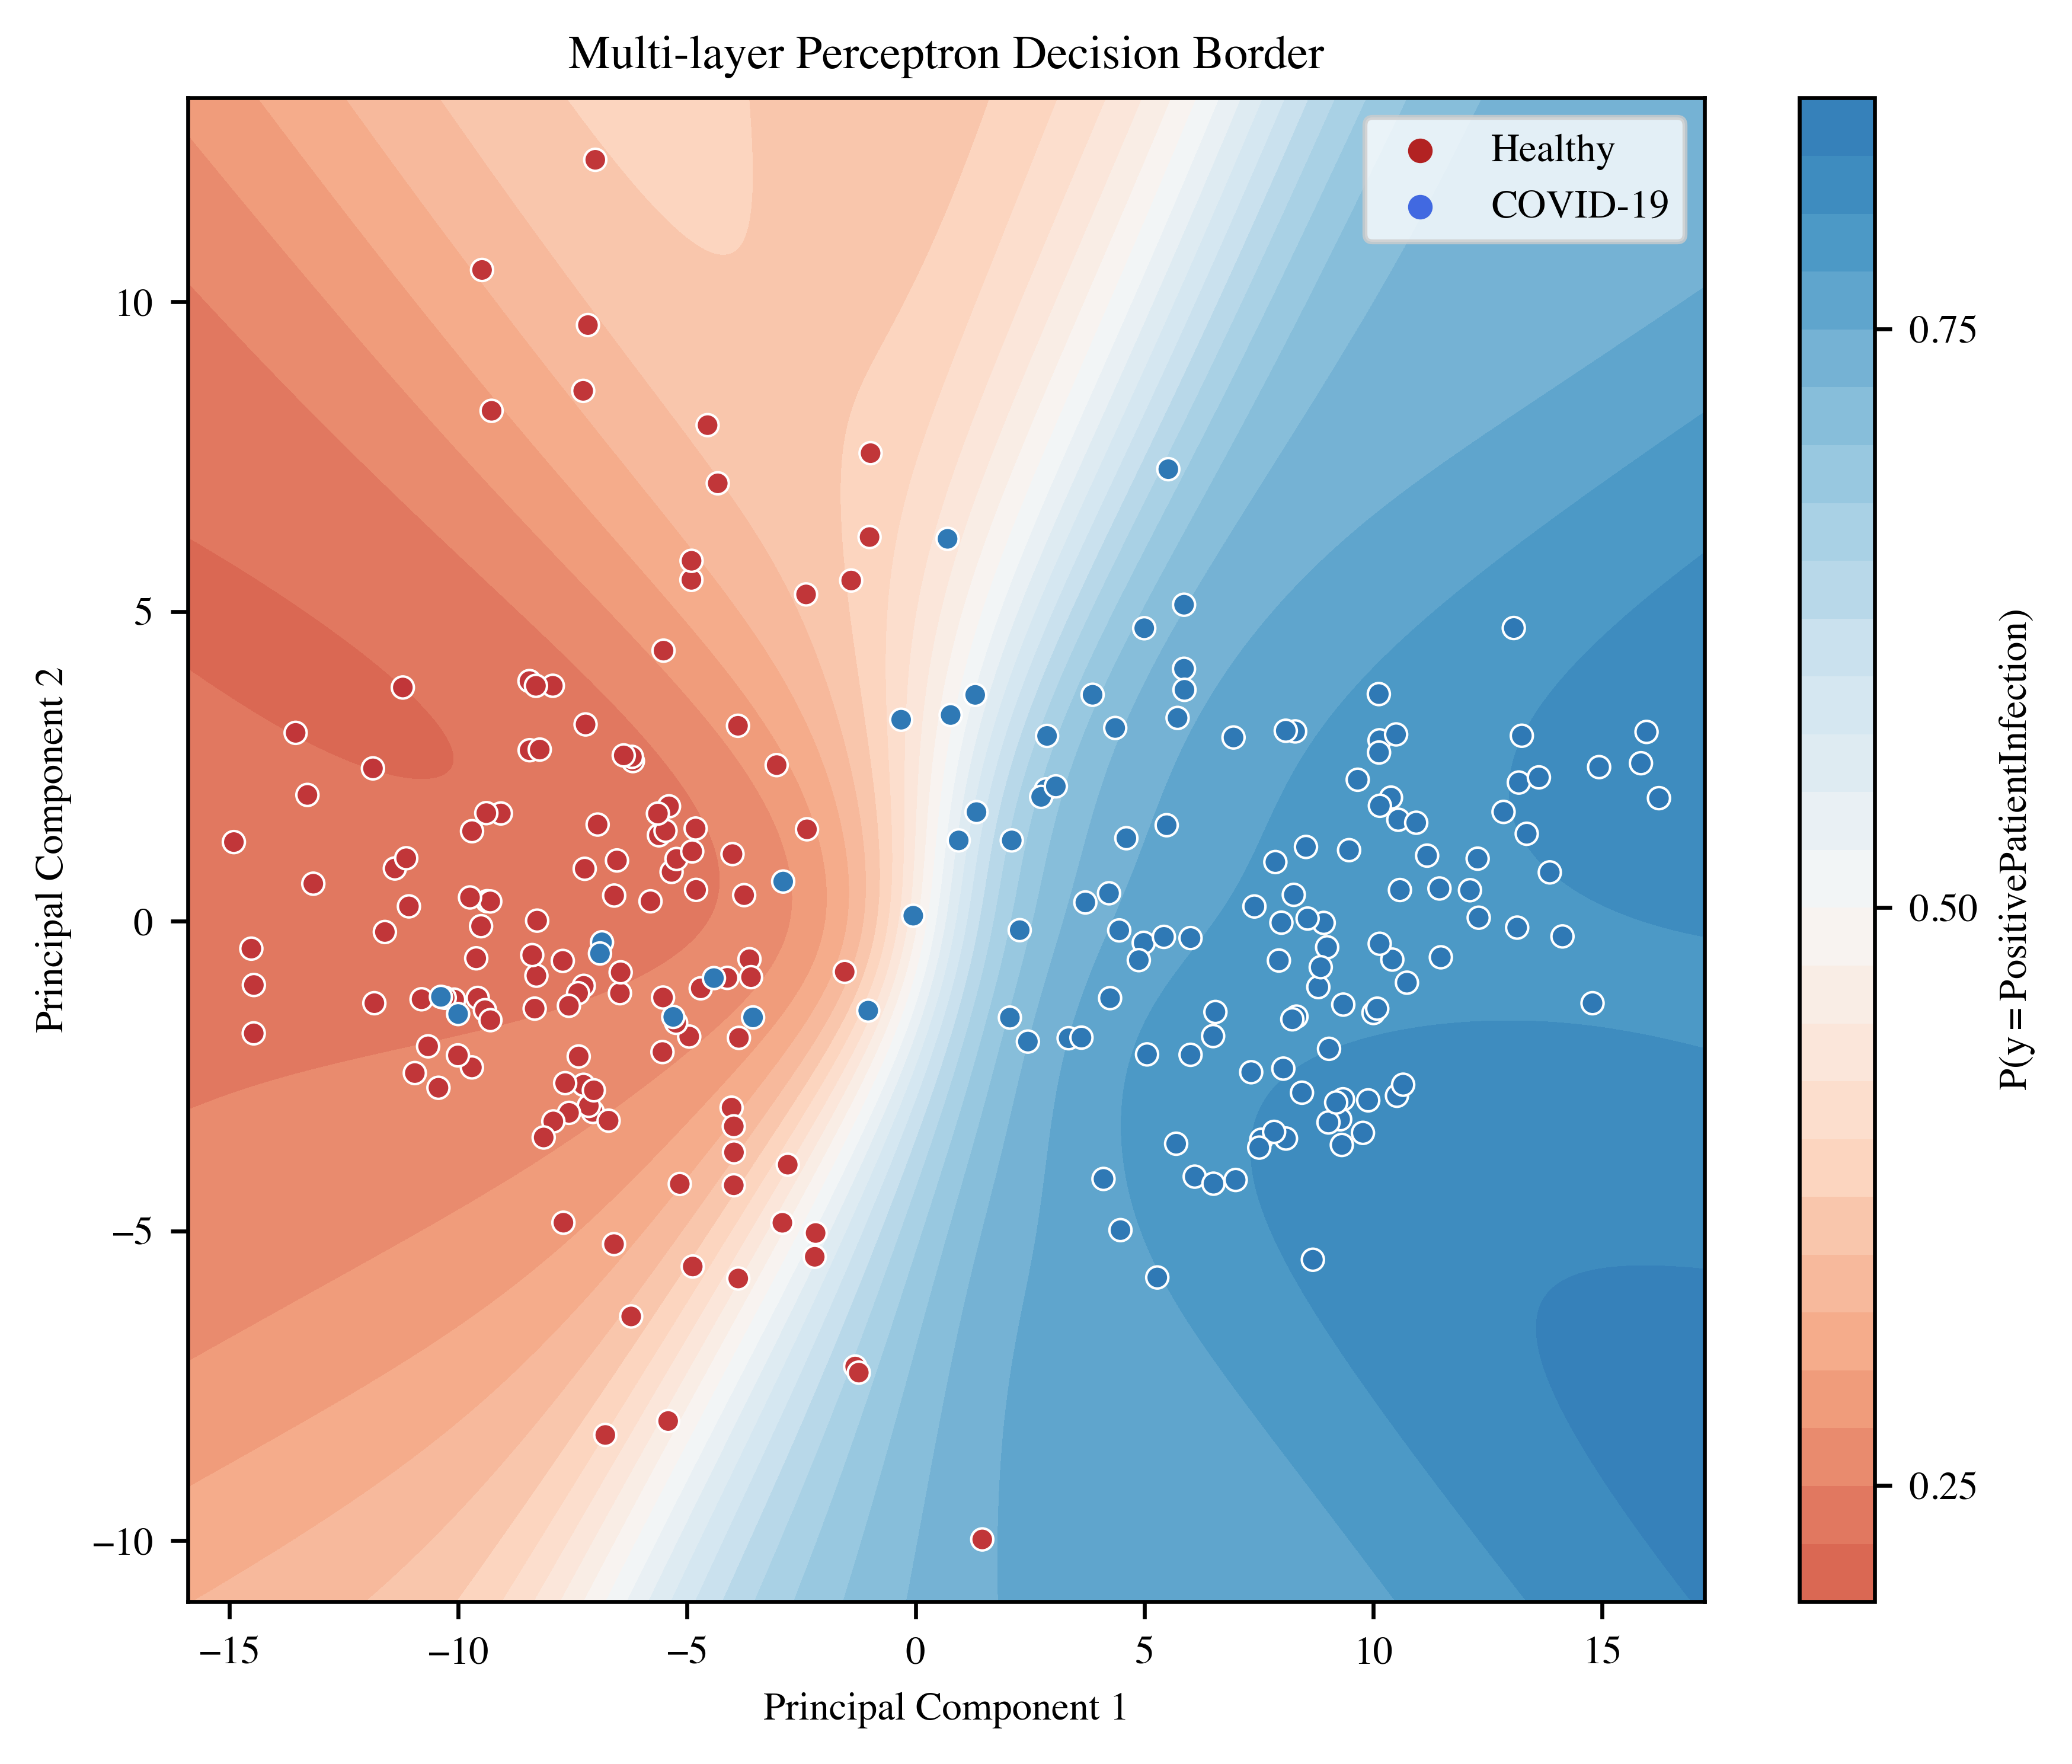 Multi-layer Perceptron Decision Border
Healthy
COVID-19
10
5
0
−5
−10
Principal Component 2
−15
−10
−5
0
5
10
15
Principal Component 1
0.75
0.50
0.25
P(y = PositivePatientInfection)